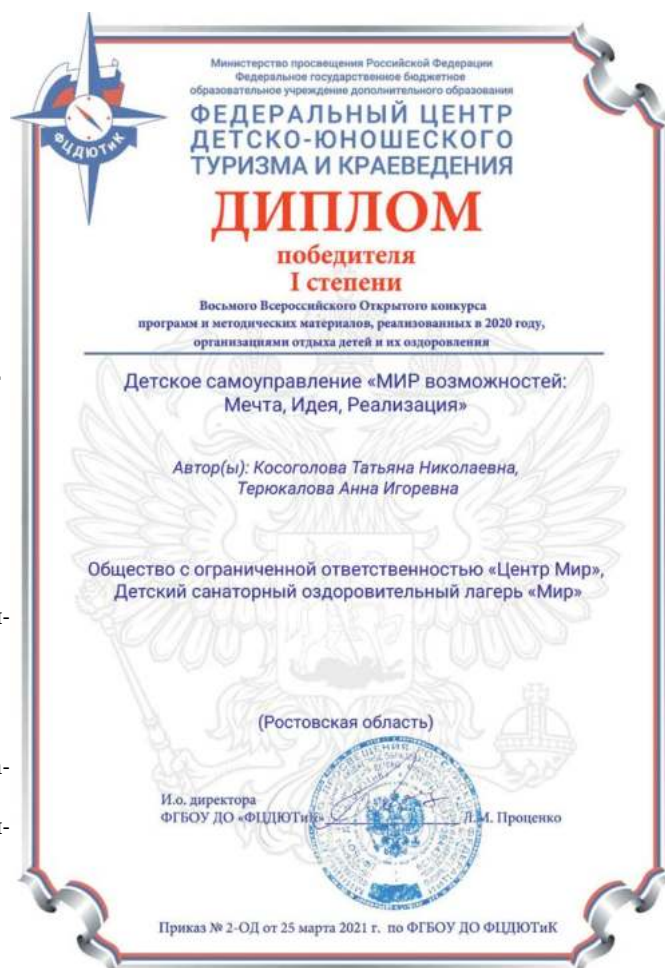 Министерство просвещения Российской Федерации
Федеральное государственное бюджетное
образовательное учреждение дополнительного образования
ФЕДЕРАЛЬНЫЙ ЦЕНТР
ДЕТСКО-ЮНОШЕСКОГО
ТУРИЗМА И КРАЕВЕДЕНИЯ
ФЦДЮТиК
ДИПЛОМ
победителя
I степени
Восьмого Всероссийского Открытого конкурса
программ и методических материалов, реализованных в 2020 году,
организациями отдыха детей и их оздоровления
Детское самоуправление «МИР возможностей:
Мечта, Идея, Реализация»
Автор(ы): Косоголова Татьяна Николаевна,
Терюкалова Анна Игоревна
Общество с ограниченной ответственностью «Центр Мир»,
Детский санаторный оздоровительный лагерь «Мир»
(Ростовская область)
И.о. директора
ФГБОУ ДО «ФЦДЮТиК» Л.М. Проценко
Приказ № 2-ОД от 25 марта 2021 г. по ФГБОУ ДО ФЦДЮТиК